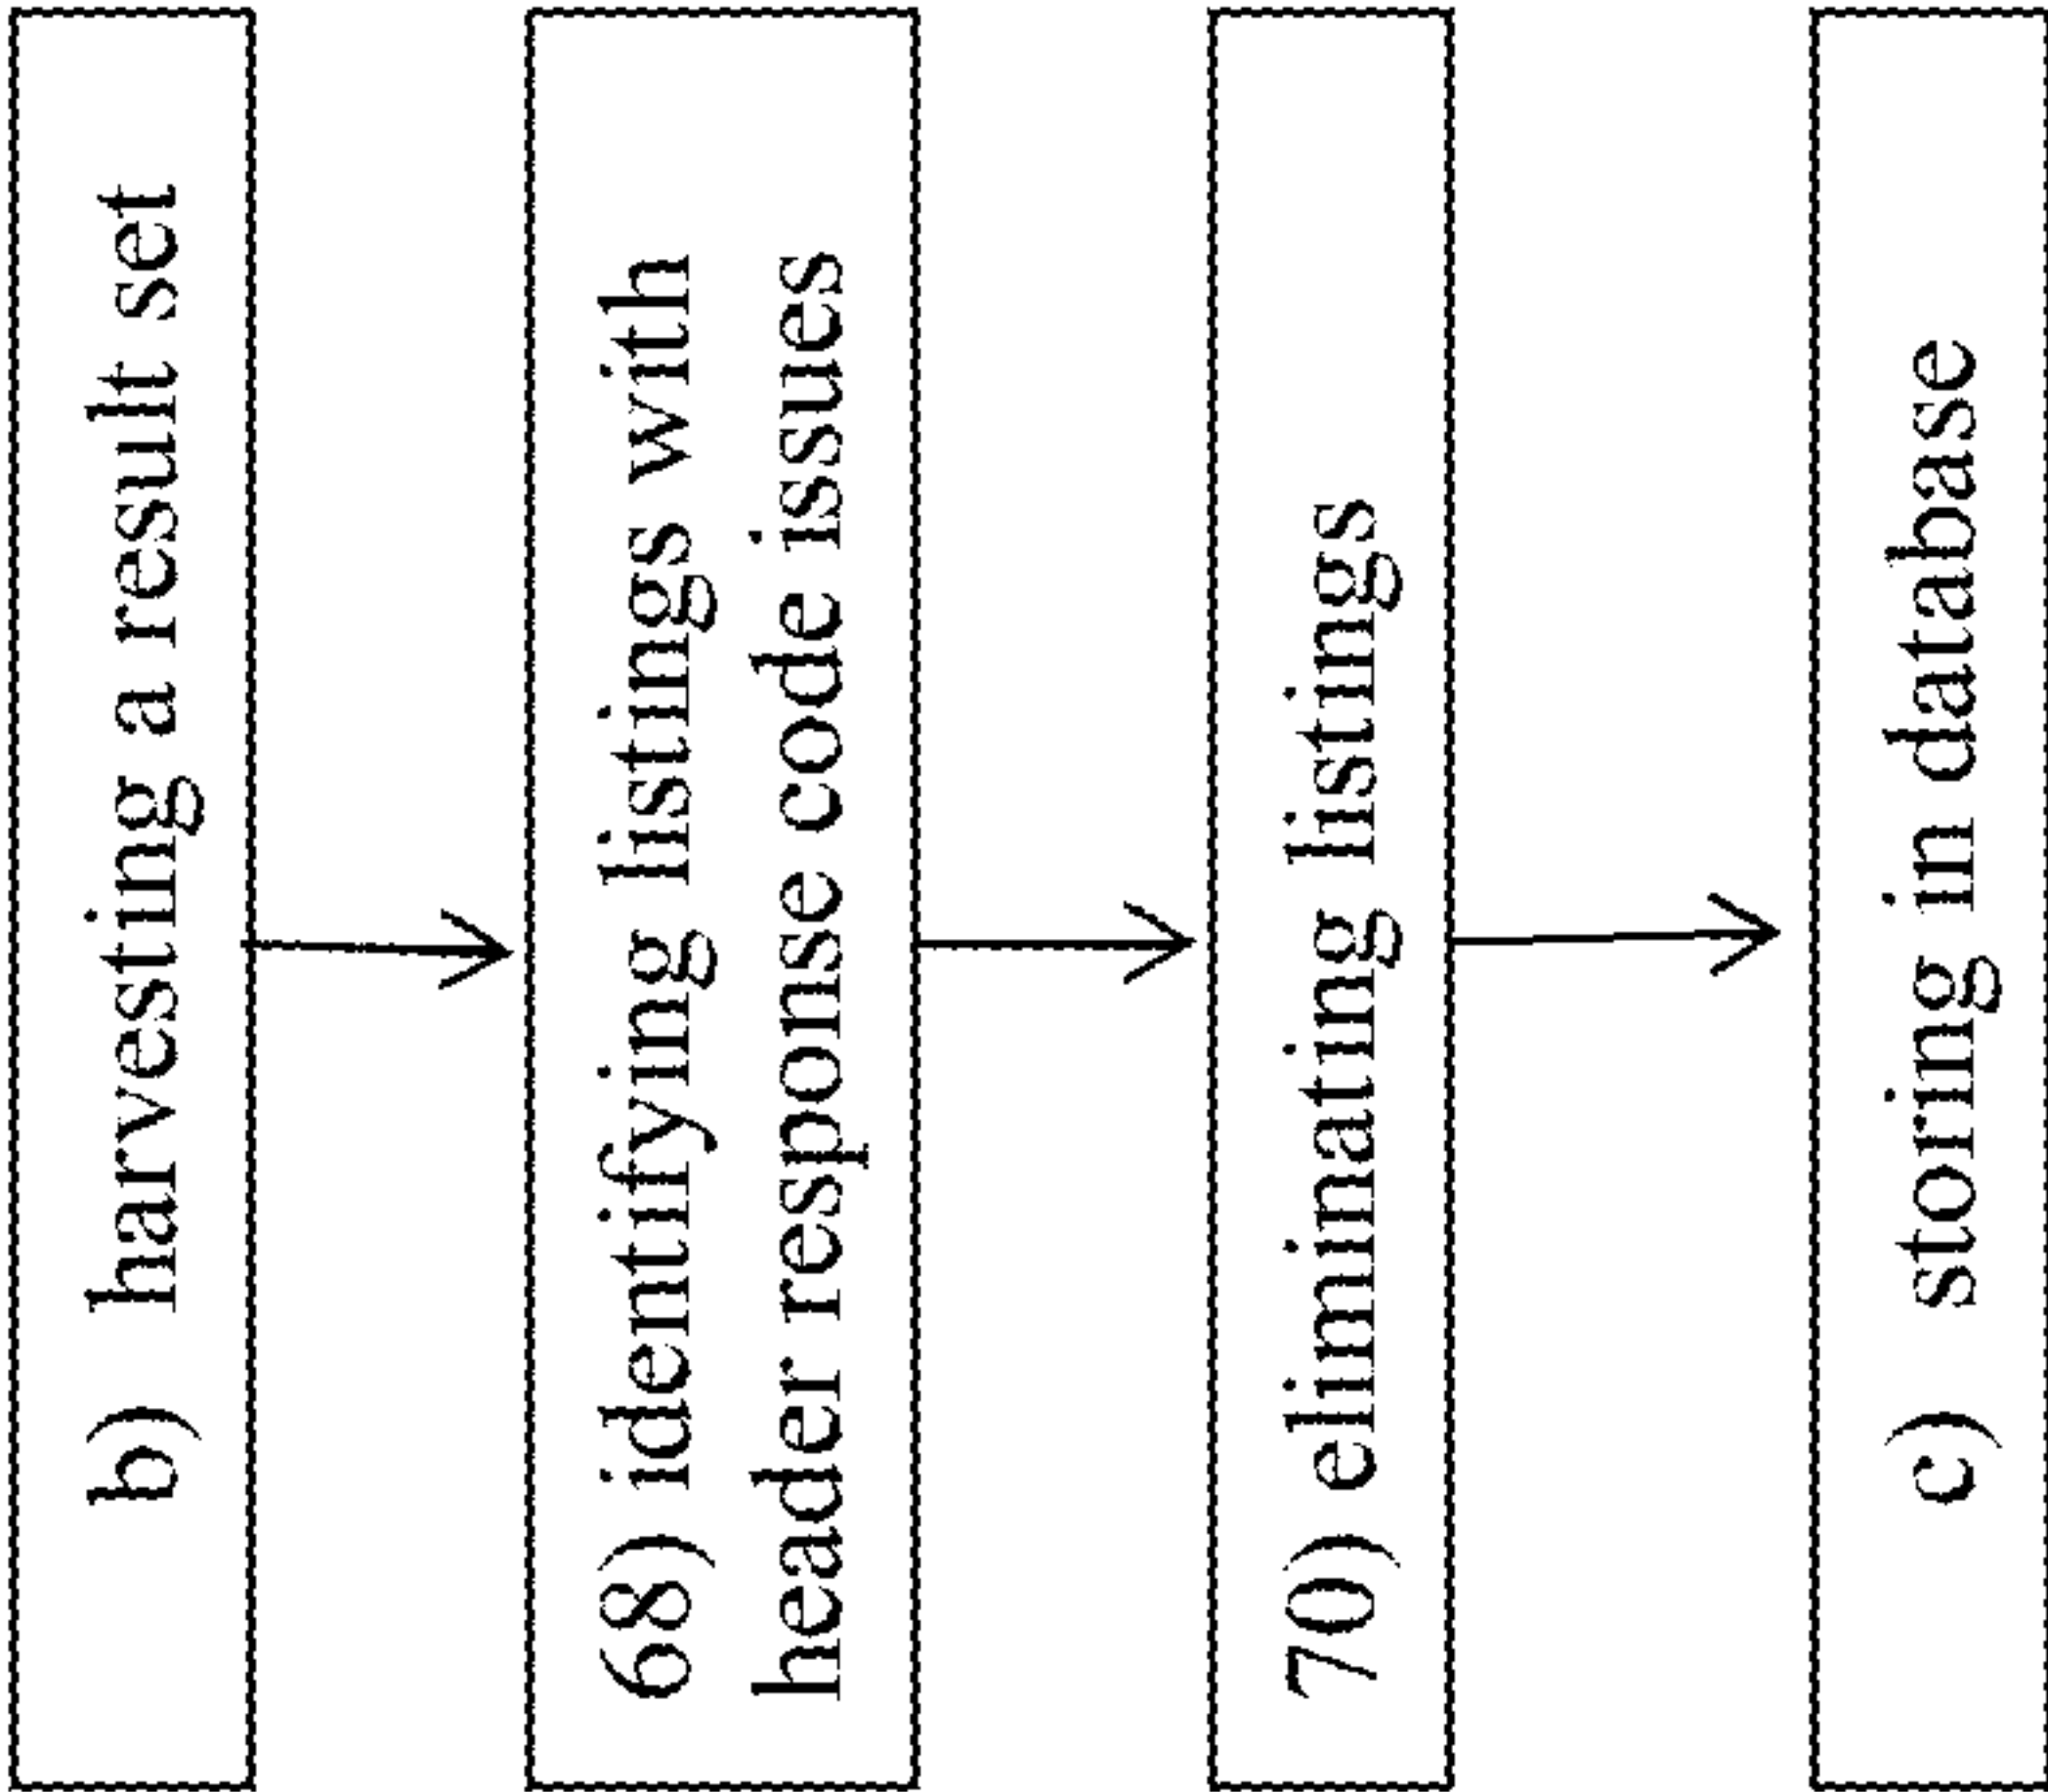 b) harvesting a result set
68) identifying listings with
header response code issues
70) eliminating listings
c) storing in database